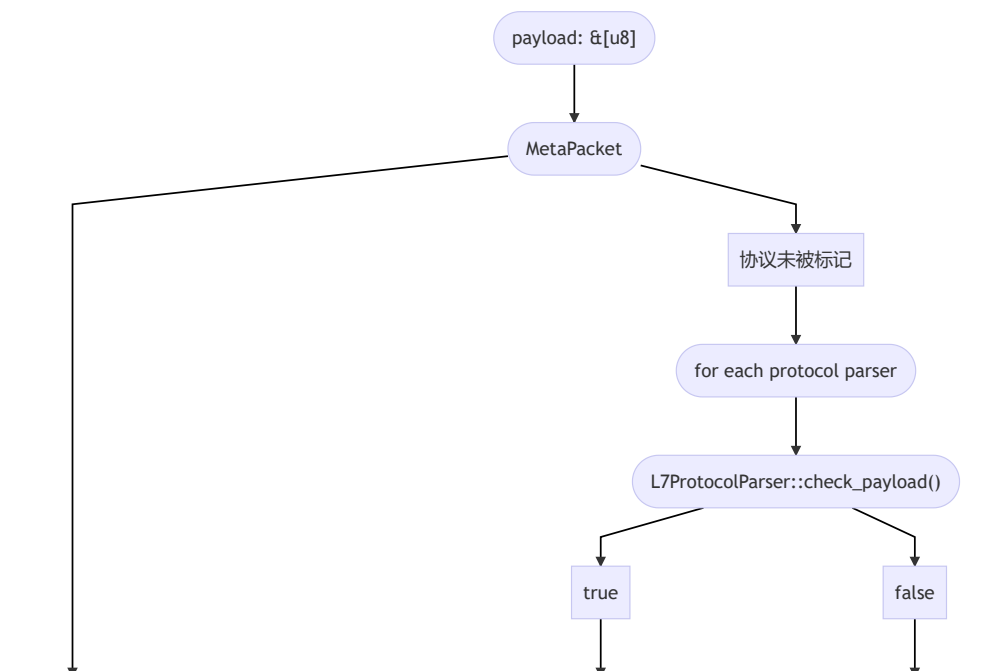 payload: &[u8]
MetaPacket
协议未被标记
for each protocol parser
L7ProtocolParser::check_payload()
true
false